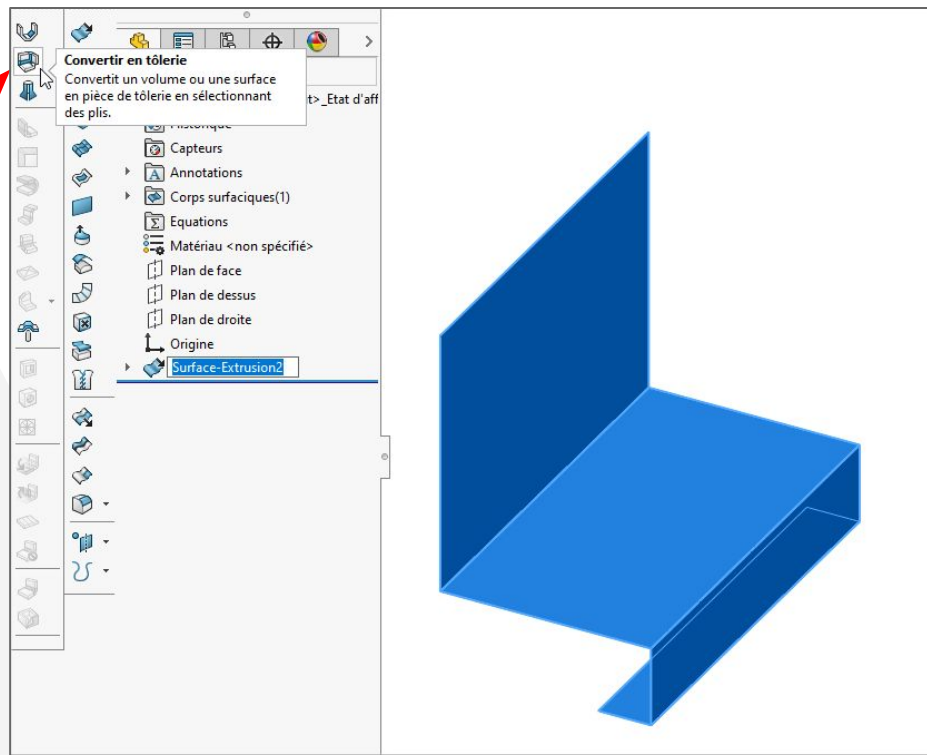 Convertir en tôlerie
Convertit un volume ou une surface
en pièce de tôlerie en sélectionnant
des plis.
t>_Etat d'aff
Historique
Capteurs
A Annotations
Corps surfaciques(1)
Σ Equations
Matériau <non spécifié>
Plan de face
Plan de dessus
Plan de droite
Origine
Surface-Extrusion2